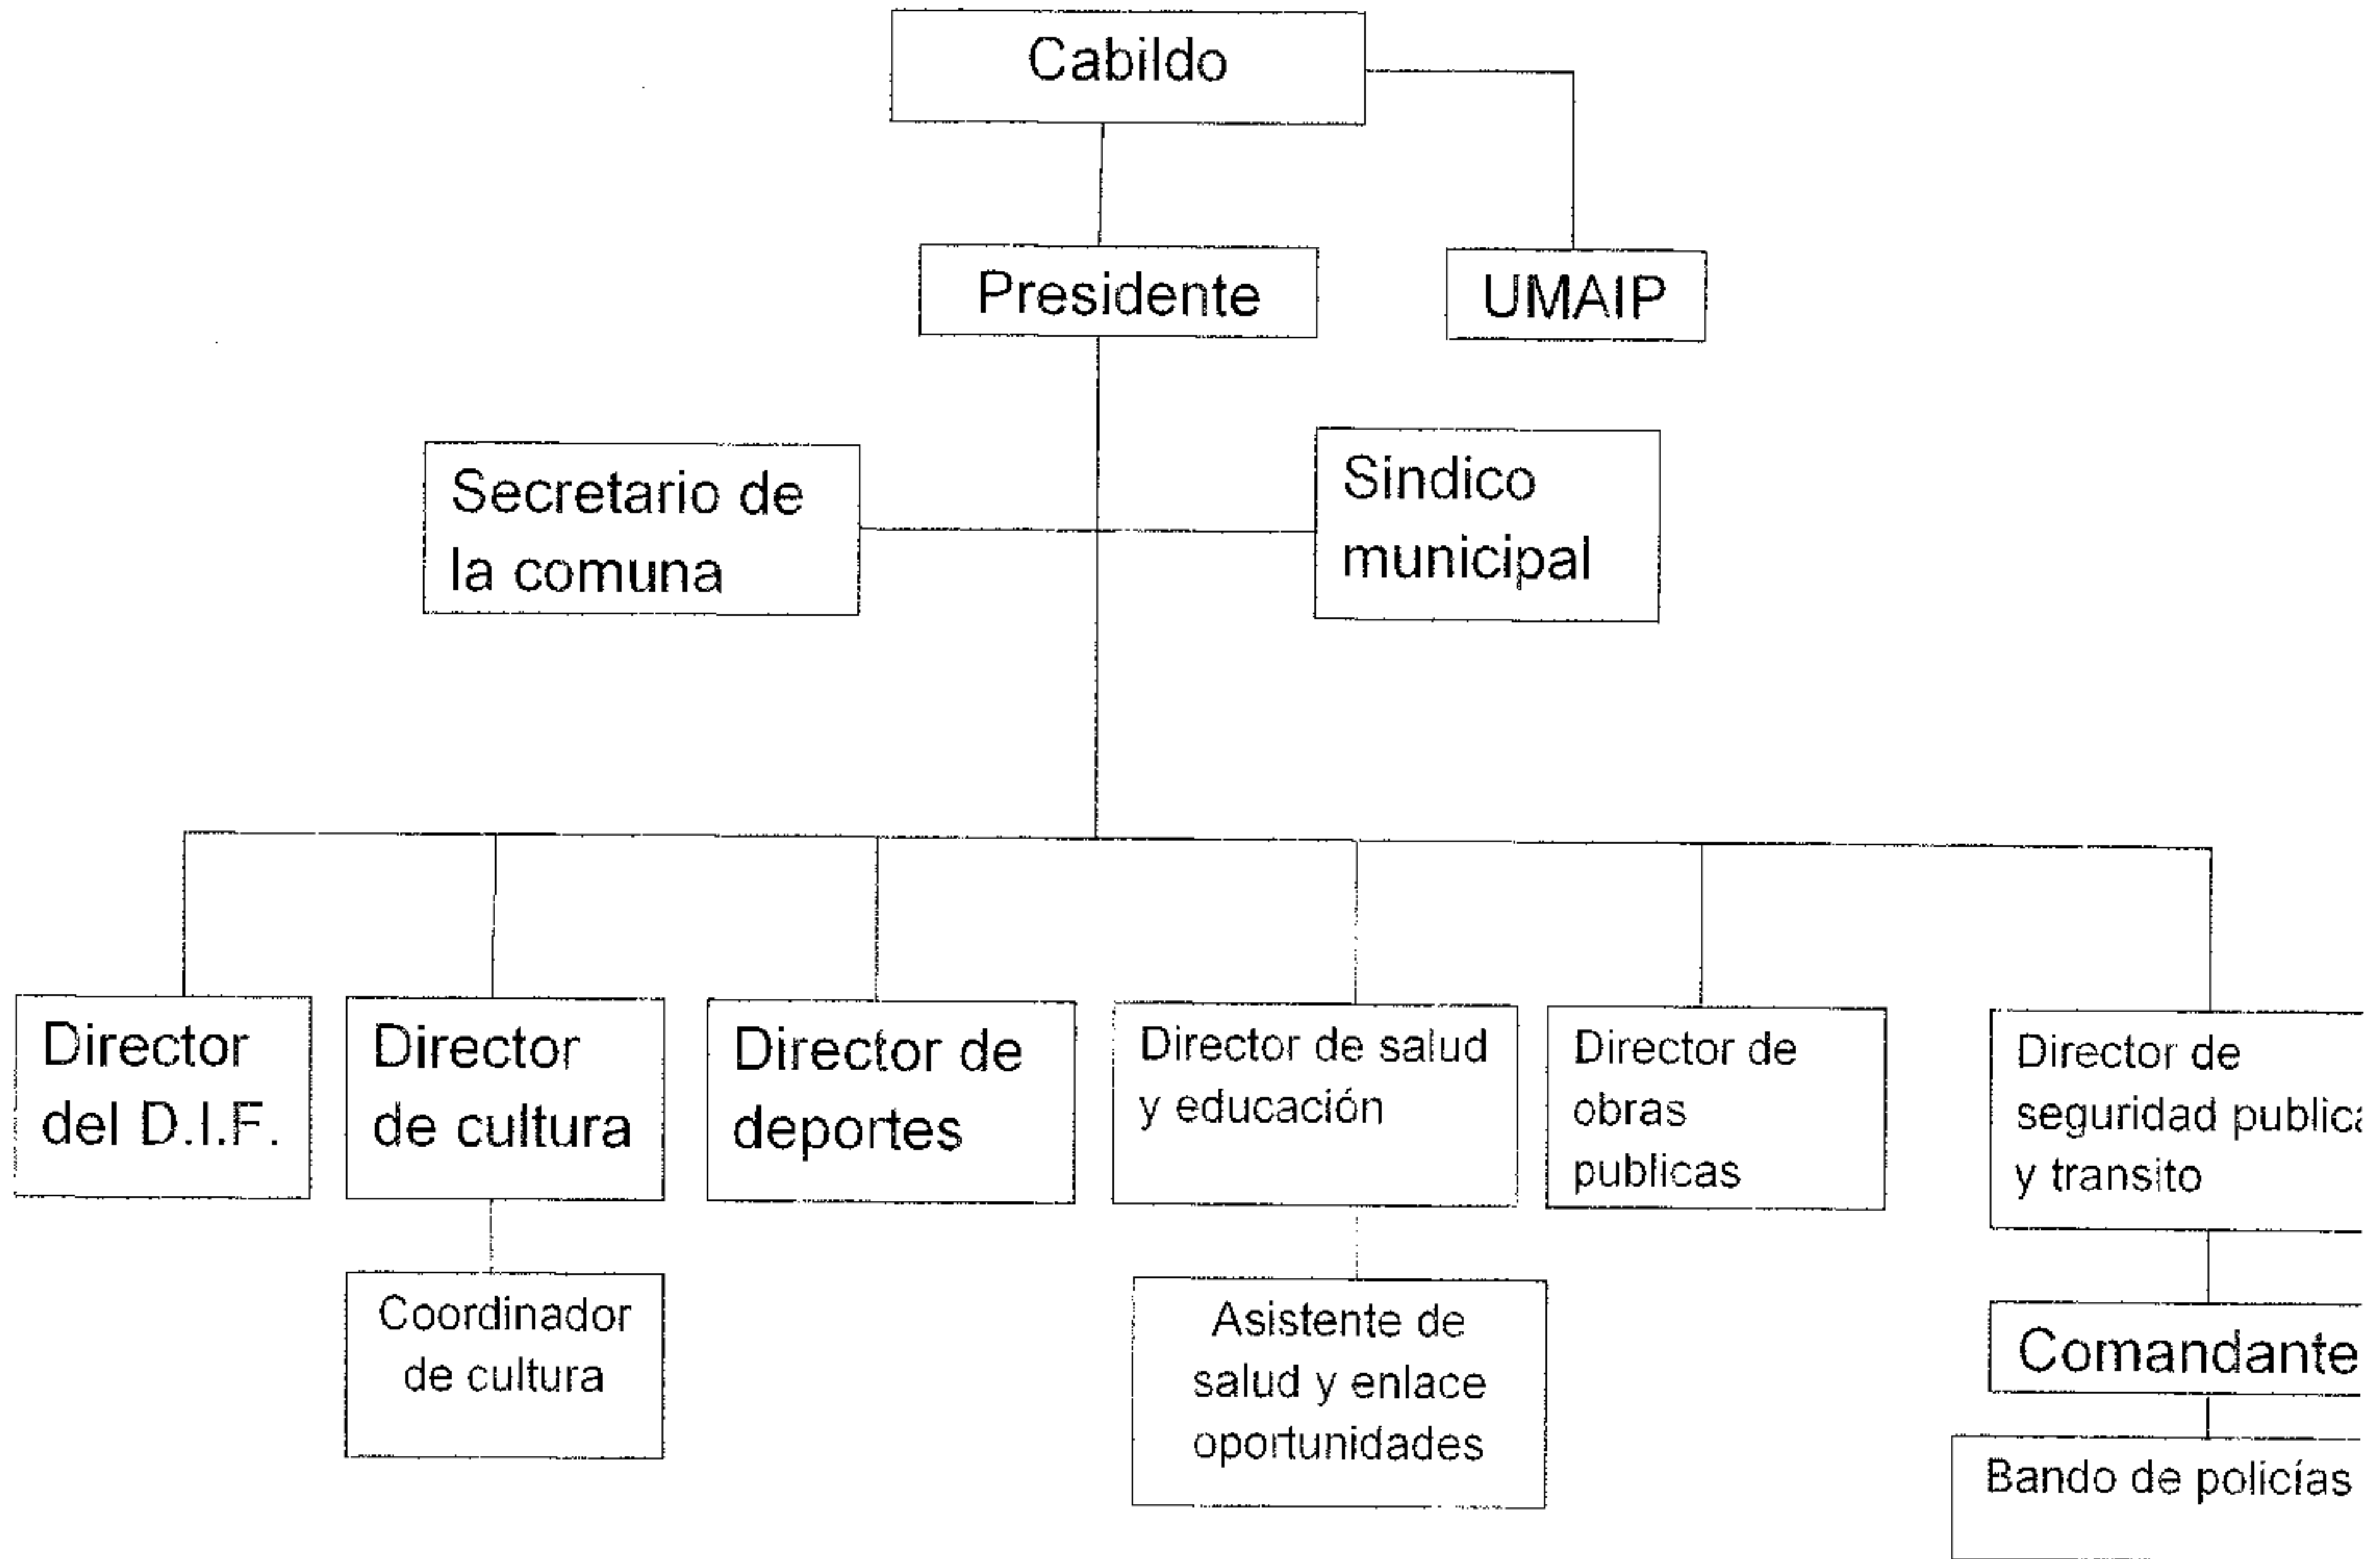 Cabildo
Presidente
UMAIP
Secretario de
la comuna
Sindico
municipal
Director
del D.I.F.
Director
de cultura
Director de
deportes
Director de salud
y educación
Director de
obras
publicas
Director de
seguridad publica
y transito
Coordinador
de cultura
Asistente de
salud y enlace
oportunidades
Comandante
Bando de policías